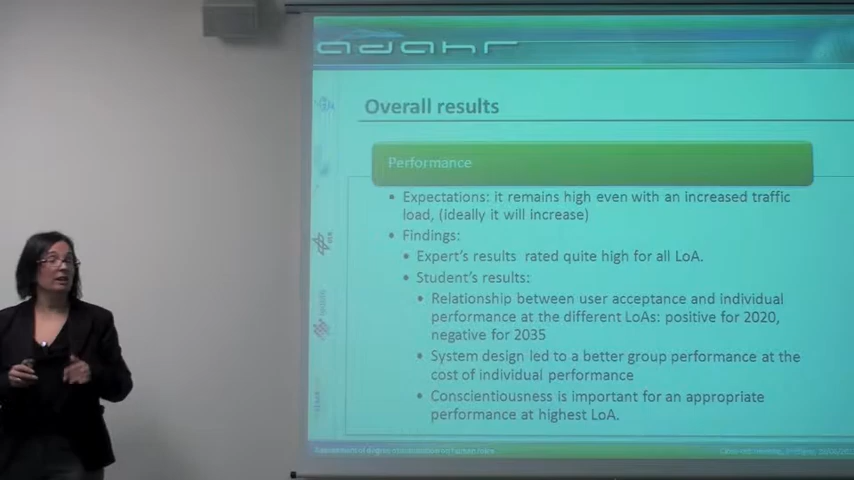 adahr
Overall results
Performance
• Expectations: it remains high even with an increased traffic
load, (ideally it will increase)
• Findings:
• Expert's results rated quite high for all LoA.
• Student's results:
• Relationship between user acceptance and individual
performance at the different LoAs: positive for 2020,
negative for 2035
• System design led to a better group performance at the
cost of individual performance
• Conscientiousness is important for an appropriate
performance at highest LoA.